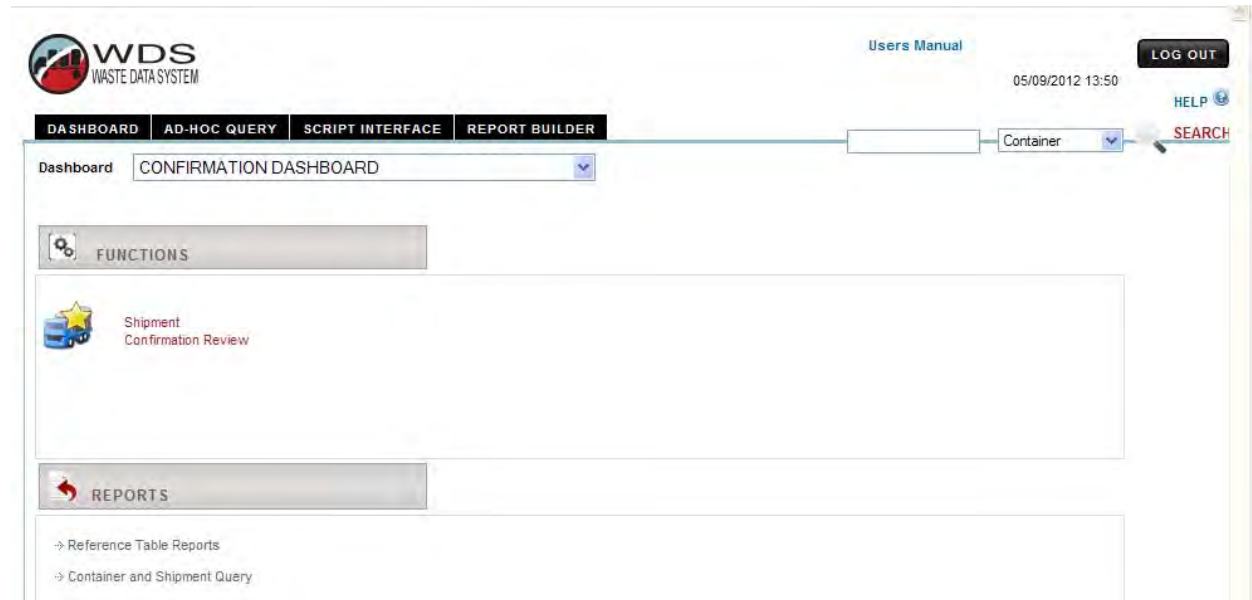 WDS
WASTE DATA SYSTEM
Users Manual
LOG OUT
05/09/2012 13:50
HELP
DASHBOARD AD-HOC QUERY SCRIPT INTERFACE REPORT BUILDER
Container
SEARCH
Dashboard CONFIRMATION DASHBOARD
FUNCTIONS
Shipment
Confirmation Review
REPORTS
Reference Table Reports
Container and Shipment Query